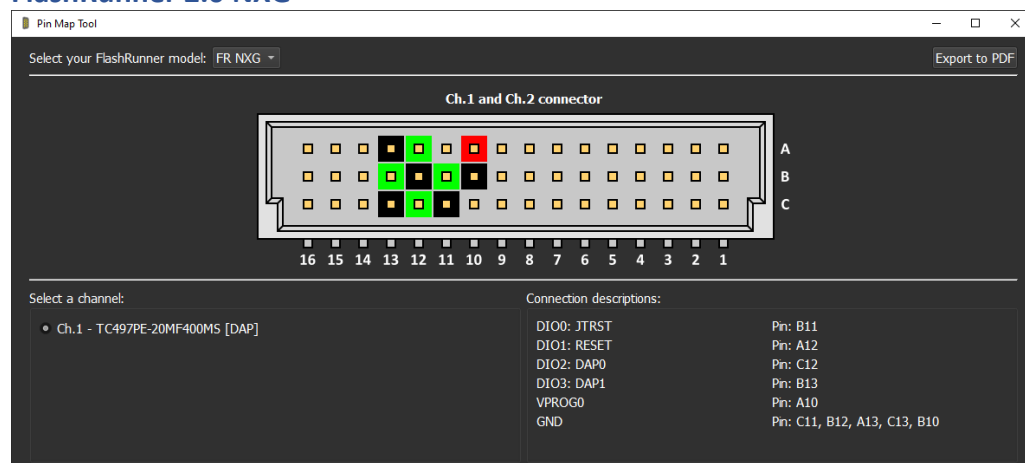 Pin Map Tool
Select your FlashRunner model: FR NXG
Export to PDF
Ch.1 and Ch.2 connector
A
B
C
16 15 14 13 12 11 10 9 8 7 6 5 4 3 2 1
Select a channel:
Ch.1 - TC497PE-20MF400MS [DAP]
Connection descriptions:
DIO0: JTRST Pin: B11
DIO1: RESET Pin: A12
DIO2: DAP0 Pin: C12
DIO3: DAP1 Pin: B13
VPROG0 Pin: A10
GND Pin: C11, B12, A13, C13, B10